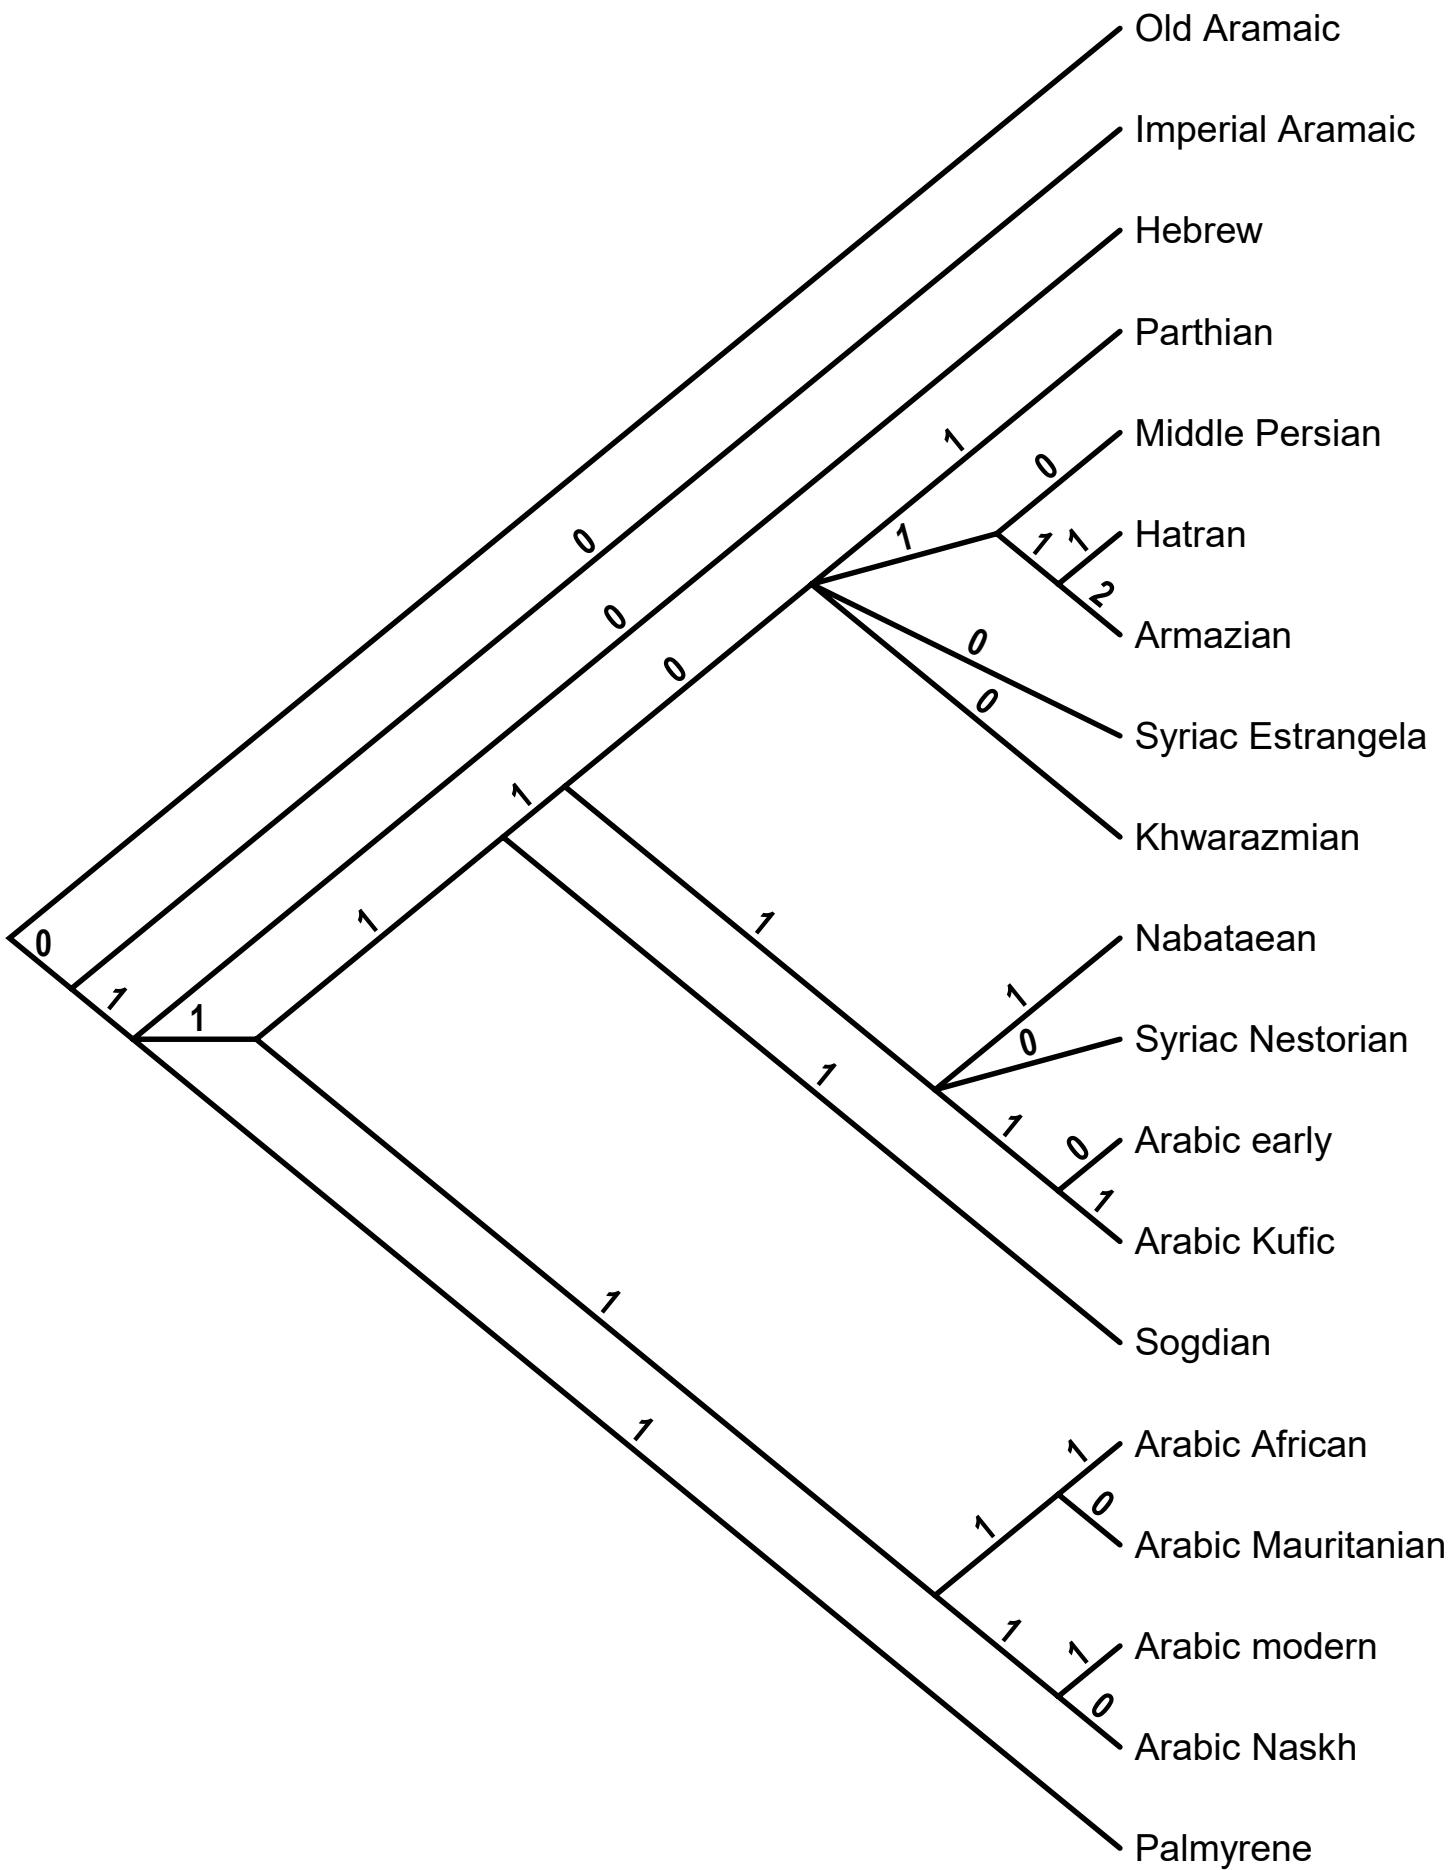 Old Aramaic
Imperial Aramaic
Hebrew
Parthian
1
Middle Persian
0
Hatran
1
1
1
0
2
Armazian
0
0
0
Syriac Estrangela
0
1
Khwarazmian
1
1
Nabataean
0
1
1
1
0
Syriac Nestorian
1
1
0
Arabic early
1
Arabic Kufic
1
Sogdian
1
1
Arabic African
0
1
Arabic Mauritanian
1
1
Arabic modern
0
Arabic Naskh
Palmyrene